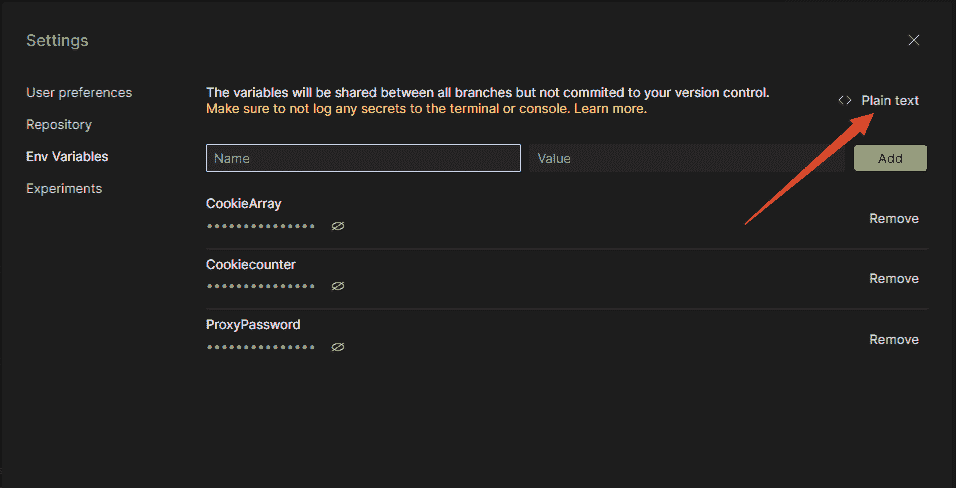 Settings
User preferences
Repository
Env Variables
Experiments
The variables will be shared between all branches but not commited to your version control.
Make sure to not log any secrets to the terminal or console. Learn more.
<> Plain text
Name
Value
Add
CookieArray
•••••••••••••••
Remove
Cookiecounter
•••••••••••••••
Remove
ProxyPassword
•••••••••••••••
Remove